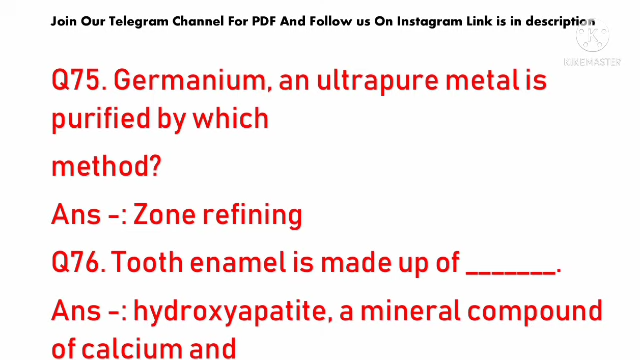 Join Our Telegram Channel For PDF And Follow us On Instagram Link is in description
KINEMASTER
Q75. Germanium, an ultrapure metal is
purified by which
method?
Ans -: Zone refining
Q76. Tooth enamel is made up of _______.
Ans -: hydroxyapatite, a mineral compound
of calcium and